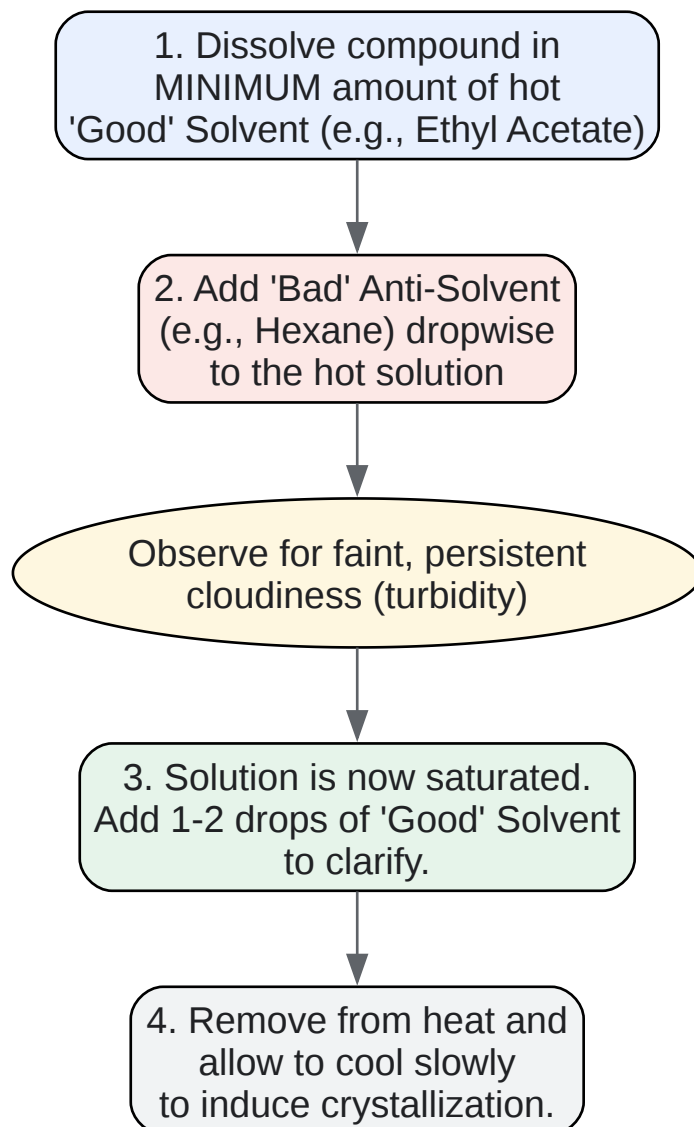 1. Dissolve compound in
MINIMUM amount of hot
'Good' Solvent (e.g., Ethyl Acetate)
2. Add 'Bad' Anti-Solvent
(e.g., Hexane) dropwise
to the hot solution
Observe for faint, persistent
cloudiness (turbidity)
3. Solution is now saturated.
Add 1-2 drops of 'Good' Solvent
to clarify.
4. Remove from heat and
allow to cool slowly
to induce crystallization.